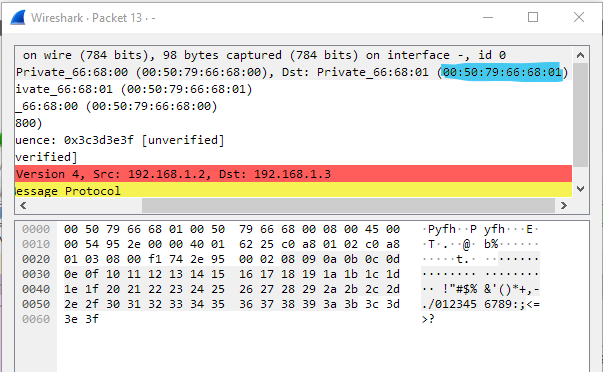 Wireshark · Packet 13 · -
on wire (784 bits), 98 bytes captured (784 bits) on interface -, id 0
Private_66:68:00 (00:50:79:66:68:00), Dst: Private_66:68:01 (00:50:79:66:68:01)
ivate_66:68:01 (00:50:79:66:68:01)
_66:68:00 (00:50:79:66:68:00)
800)
uence: 0x3c3d3e3f [unverified]
verified]
Version 4, Src: 192.168.1.2, Dst: 192.168.1.3
essage Protocol
0000 00 50 79 66 68 01 00 50 79 66 68 00 08 00 45 00 ·Pyfh··P yfh···E·
0010 00 54 95 2e 00 00 40 01 62 25 c0 a8 01 02 c0 a8 ·T·.··@· b%······
0020 01 03 08 00 f1 74 2e 95 00 02 08 09 0a 0b 0c 0d ·····t.· ········
0030 0e 0f 10 11 12 13 14 15 16 17 18 19 1a 1b 1c 1d ········ ········
0040 1e 1f 20 21 22 23 24 25 26 27 28 29 2a 2b 2c 2d ·· !"#$% &'()*+,-
0050 2e 2f 30 31 32 33 34 35 36 37 38 39 3a 3b 3c 3d ./012345 6789:;<=
0060 3e 3f >?